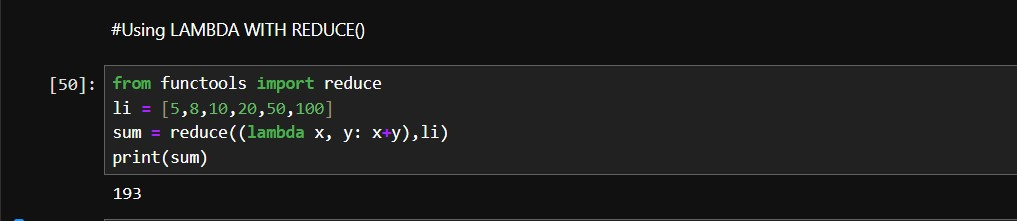 #Using LAMBDA WITH REDUCE()
[50]: from functools import reduce
li = [5,8,10,20,50,100]
sum = reduce((lambda x, y: x+y),li)
print(sum)
193